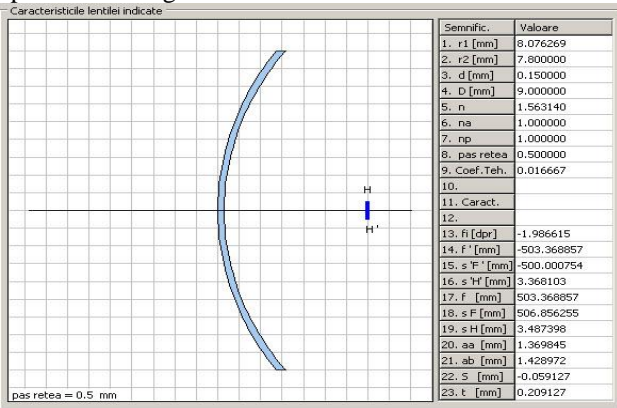 Caracteristicile lentilei indicate
H
H '
pas retea = 0.5 mm
Semnific. Valoare
1. r1 [mm] 8.076269
2. r2 [mm] 7.800000
3. d [mm] 0.150000
4. D [mm] 9.000000
5. n 1.563140
6. na 1.000000
7. np 1.000000
8. pas retea 0.500000
9. Coef.Teh. 0.016667
10.
11. Caract.
12.
13. fi [dpr] -1.986615
14. f ' [mm] -503.368857
15. s 'F ' [mm] -500.000754
16. s 'H' [mm] 3.368103
17. f [mm] 503.368857
18. s F [mm] 506.856255
19. s H [mm] 3.487398
20. aa [mm] 1.369845
21. ab [mm] 1.428972
22. S [mm] -0.059127
23. t [mm] 0.209127